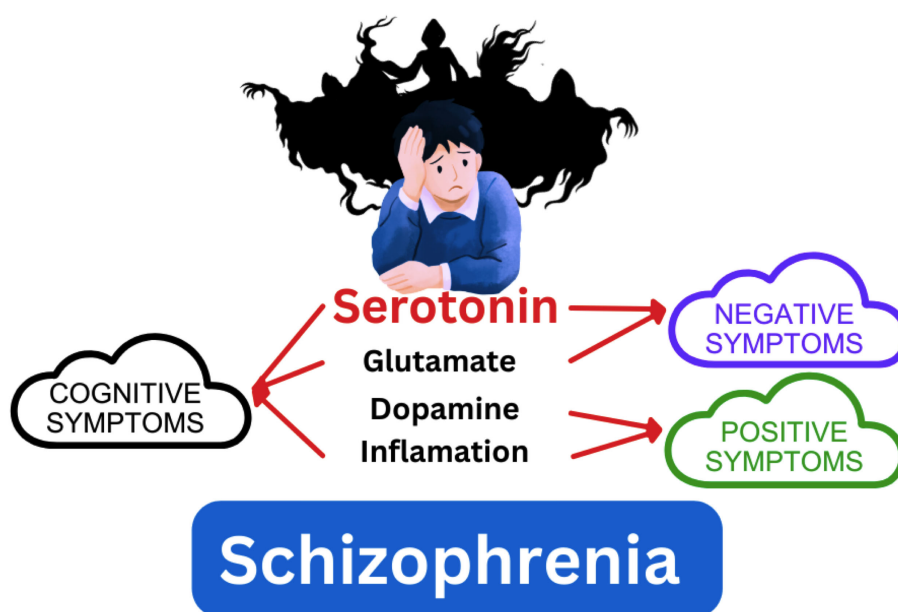 Serotonin
Glutamate
Dopamine
Inflamation
COGNITIVE
SYMPTOMS
NEGATIVE
SYMPTOMS
POSITIVE
SYMPTOMS
Schizophrenia